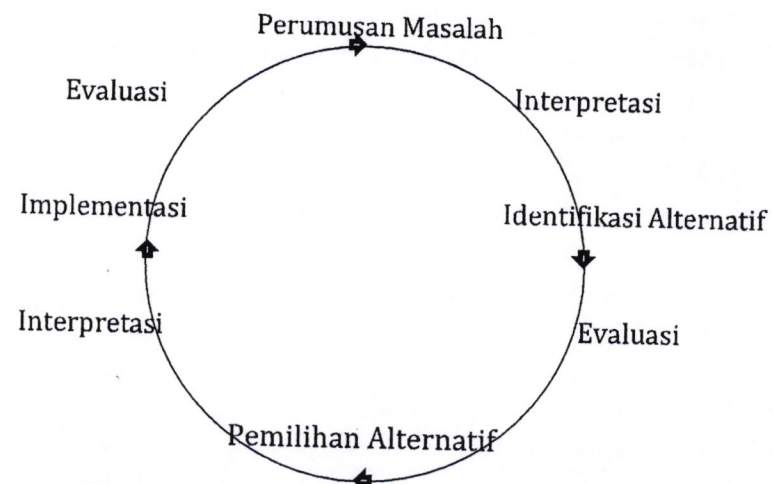 Perumusan Masalah
Interpretasi
Identifikasi Alternatif
Evaluasi
Pemilihan Alternatif
Interpretasi
Implementasi
Evaluasi